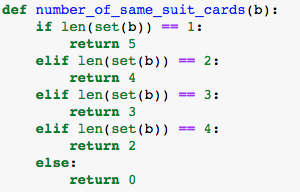 def number_of_same_suit_cards(b):
    if len(set(b)) == 1:
        return 5
    elif len(set(b)) == 2:
        return 4
    elif len(set(b)) == 3:
        return 3
    elif len(set(b)) == 4:
        return 2
    else:
        return 0